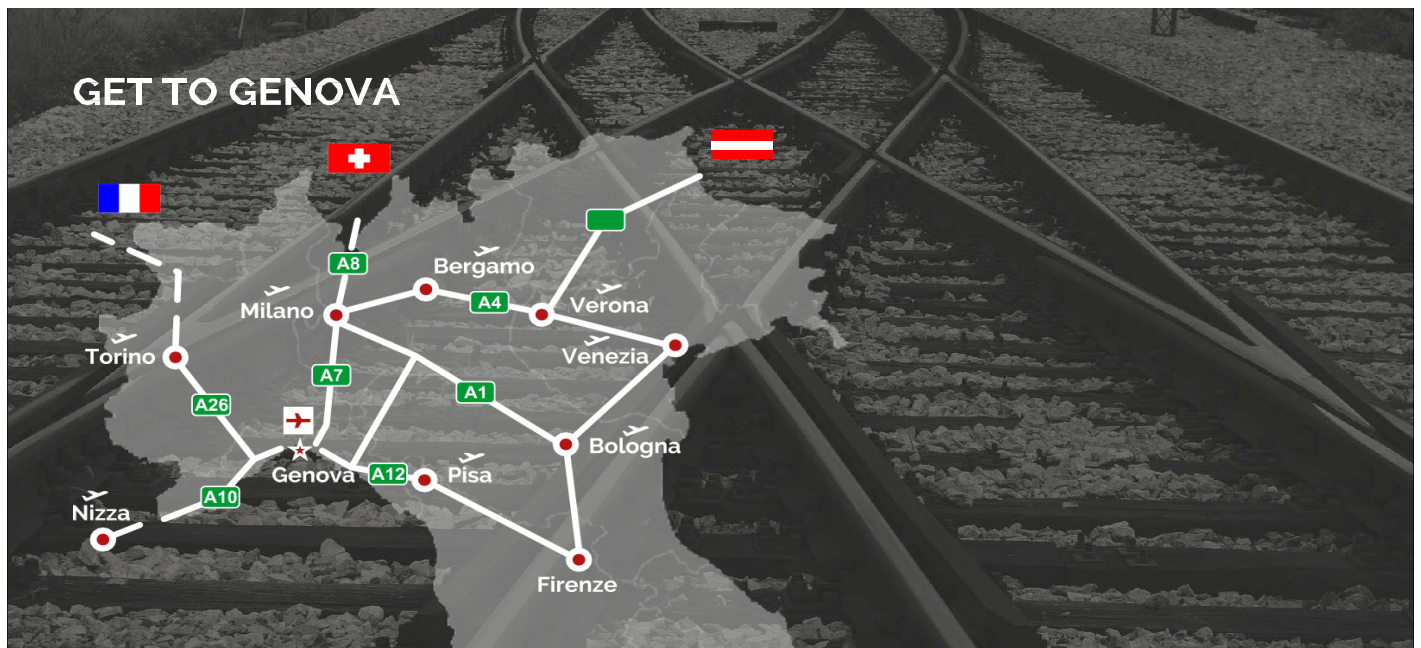 GET TO GENOVA
A8
Bergamo
Milano
A4
Verona
Torino
Venezia
A7
A26
A1
Bologna
Genova
A12
Pisa
A10
Nizza
Firenze